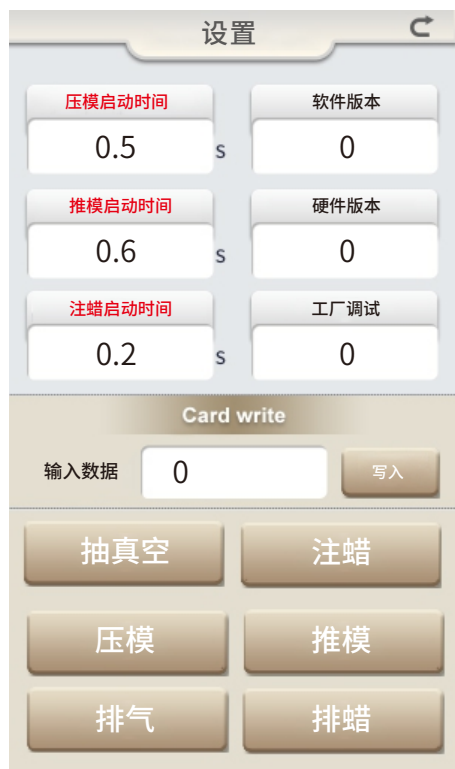 设置
压模启动时间 软件版本
0.5 s 0
推模启动时间 硬件版本
0.6 s 0
注蜡启动时间 工厂调试
0.2 s 0
Card write
输入数据 0 写入
抽真空 注蜡
压模 推模
排气 排蜡